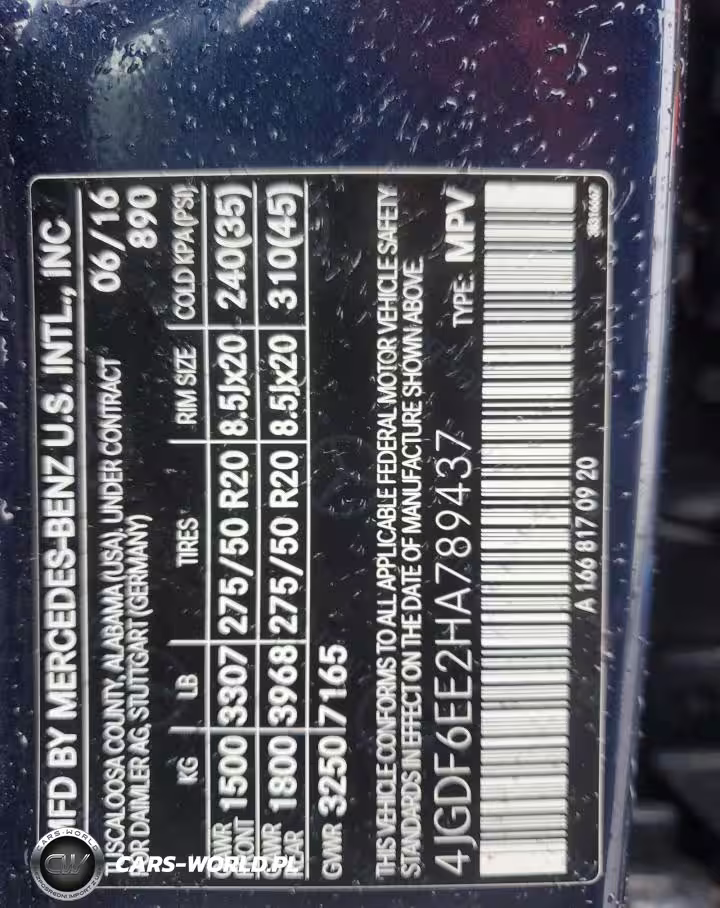 MFD BY MERCEDES-BENZ U.S. INTL., INC
TUSCALOOSA COUNTY, ALABAMA (USA), UNDER CONTRACT 06/16
FOR DAIMLER AG, STUTTGART (GERMANY) 890
KG LB TIRES RIM SIZE COLD KPA(PSI)
GAWR FRONT 1500 3307 275/50 R20 8.5Jx20 240(35)
GAWR REAR 1800 3968 275/50 R20 8.5Jx20 310(45)
GWR 3250 7165
THIS VEHICLE CONFORMS TO ALL APPLICABLE FEDERAL MOTOR VEHICLE SAFETY
STANDARDS IN EFFECT ON THE DATE OF MANUFACTURE SHOWN ABOVE.
4JGDF6EE2HA789437 TYPE: MPV
A 166 817 09 20
CARS-WORLD.PL
CARS-WORLD
CW